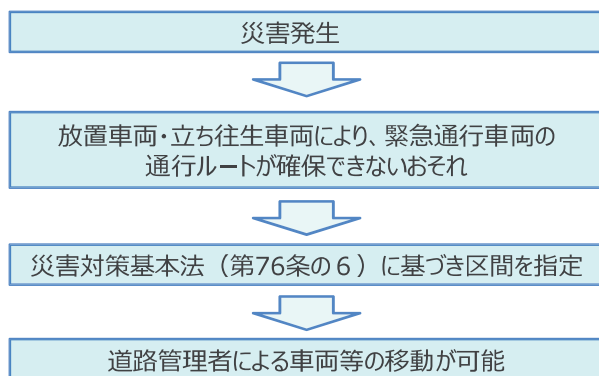 災害発生
放置車両・立ち往生車両により、緊急通行車両の
通行ルートが確保できないおそれ
災害対策基本法（第76条の６）に基づき区間を指定
道路管理者による車両等の移動が可能